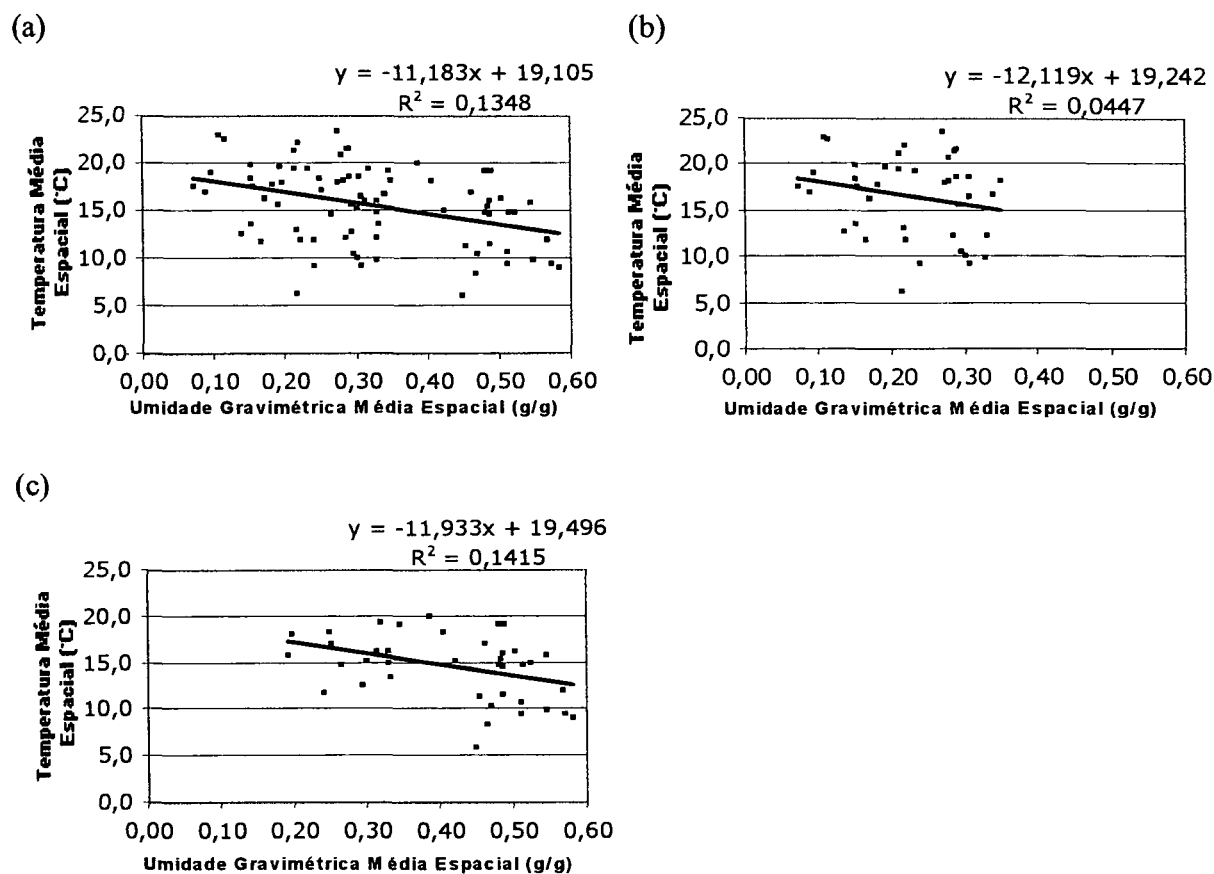 (a)
y = -11,183x + 19,105
R² = 0,1348
25,0
20,0
15,0
10,0
5,0
0,0
Temperatura Média
Espacial (°C)
0,00 0,10 0,20 0,30 0,40 0,50 0,60
Umidade Gravimétrica Média Espacial (g/g)
(b)
y = -12,119x + 19,242
R² = 0,0447
25,0
20,0
15,0
10,0
5,0
0,0
Temperatura Média
Espacial (°C)
0,00 0,10 0,20 0,30 0,40 0,50 0,60
Umidade Gravimétrica Média Espacial (g/g)
(c)
y = -11,933x + 19,496
R² = 0,1415
25,0
20,0
15,0
10,0
5,0
0,0
Temperatura Média
Espacial (°C)
0,00 0,10 0,20 0,30 0,40 0,50 0,60
Umidade Gravimétrica Média Espacial (g/g)